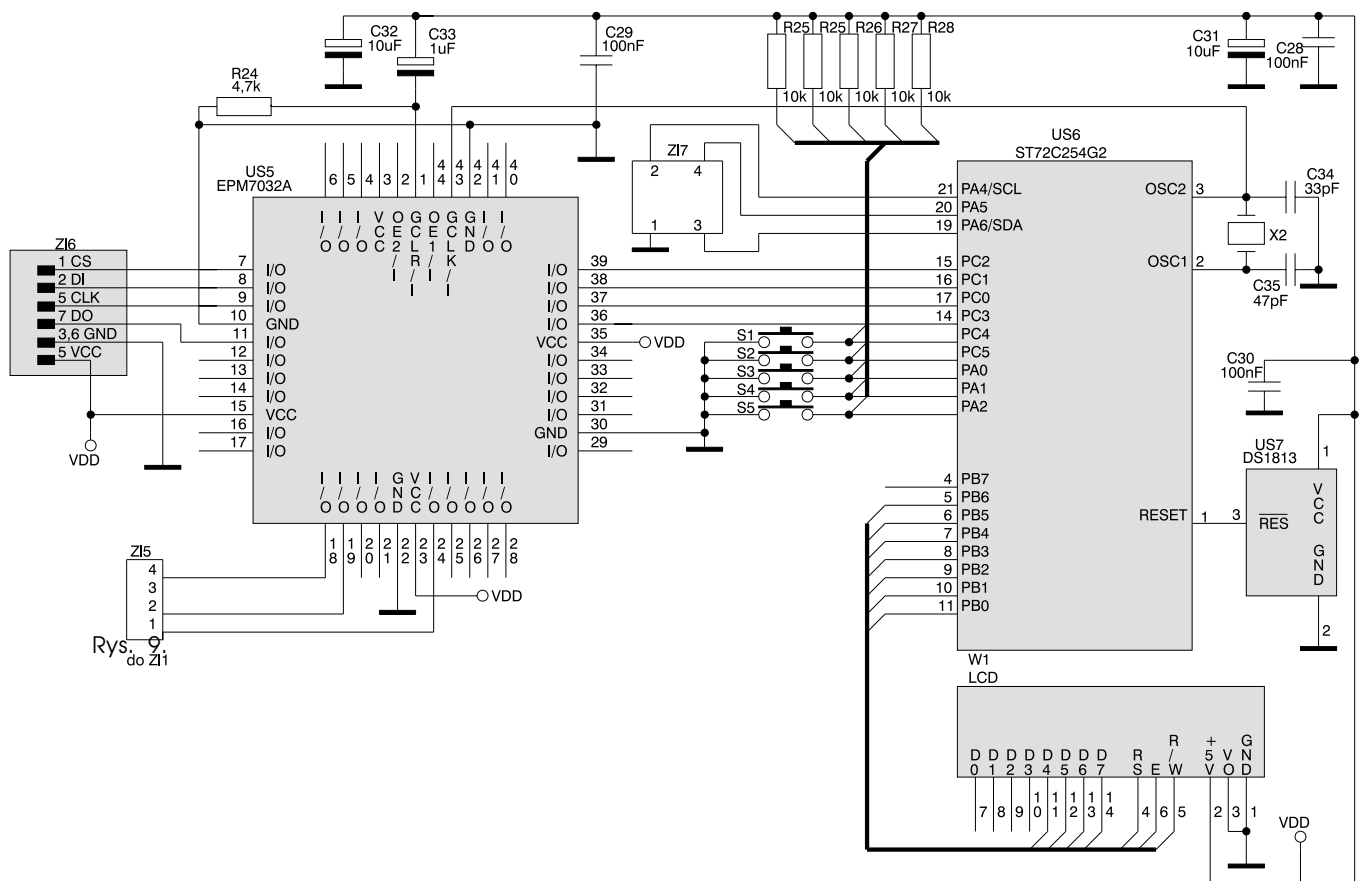 C32
10uF
C33
1uF
C29
100nF
R25
R25
R26
R27
R28
10k
10k
10k
10k
10k
C31
10uF
C28
100nF
R24
4,7k
US5
EPM7032A
6
5
4
3
2
1
44
43
42
41
40
I/O
I/O
I/O
VCC
OE2/I
GCLR/I
OE1/I
GCLK/I
GND
I/O
I/O
ZI7
2
4
1
3
US6
ST72C254G2
21 PA4/SCL
20 PA5
19 PA6/SDA
15 PC2
16 PC1
17 PC0
14 PC3
PC4
PC5
PA0
PA1
PA2
4 PB7
5 PB6
6 PB5
7 PB4
8 PB3
9 PB2
10 PB1
11 PB0
OSC2 3
OSC1 2
RESET 1
C34
33pF
X2
C35
47pF
ZI6
1 CS
2 DI
5 CLK
7 DO
3,6 GND
5 VCC
VDD
7 I/O
8 I/O
9 I/O
10 GND
11 I/O
12 I/O
13 I/O
14 I/O
15 VCC
16 I/O
17 I/O
I/O 39
I/O 38
I/O 37
I/O 36
VCC 35
VDD
I/O 34
I/O 33
I/O 32
I/O 31
GND 30
I/O 29
S1
S2
S3
S4
S5
C30
100nF
US7
DS1813
1
VCC
3
RES
GND
2
I/O
I/O
I/O
I/O
GND
VCC
I/O
I/O
I/O
I/O
I/O
18
19
20
21
22
23
24
25
26
27
28
VDD
ZI5
4
3
2
1
Rys. 9.
do ZI1
W1
LCD
D0
D1
D2
D3
D4
D5
D6
D7
RS
E
R/W
+5V
VO
GND
7
8
9
10
11
12
13
14
4
6
5
2
3
1
VDD